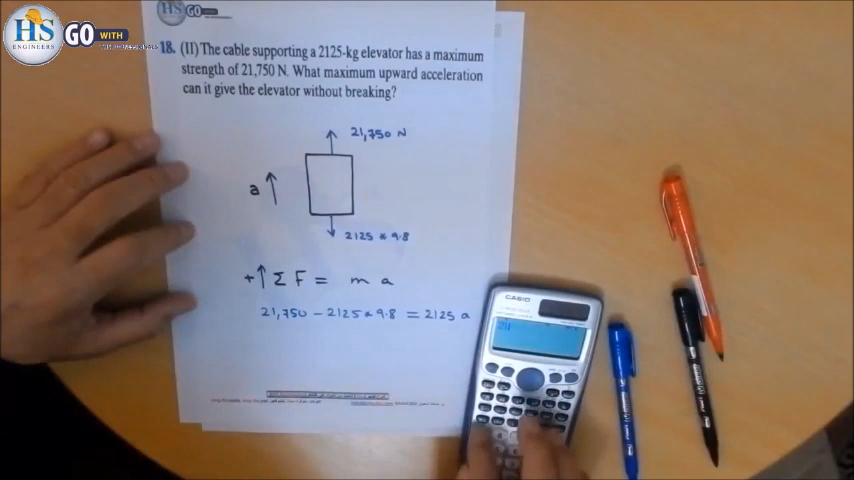 HS
ENGINEERS
GO WITH
HS GO
18. (II) The cable supporting a 2125-kg elevator has a maximum
strength of 21,750 N. What maximum upward acceleration
can it give the elevator without breaking?
21,750 N
a
2125 * 9.8
+↑ Σ F = m a
21,750 - 2125 * 9.8 = 2125 a
CASIO